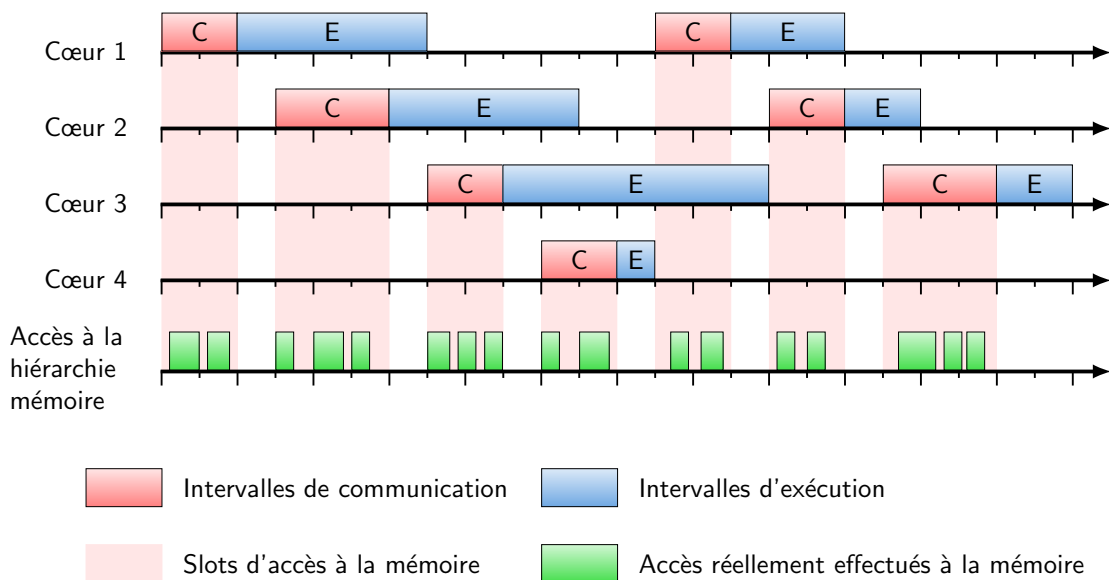 C E C E
Cœur 1
C E C E
Cœur 2
C E C E
Cœur 3
C E
Cœur 4
Accès à la
hiérarchie
mémoire
Intervalles de communication
Intervalles d'exécution
Slots d'accès à la mémoire
Accès réellement effectués à la mémoire